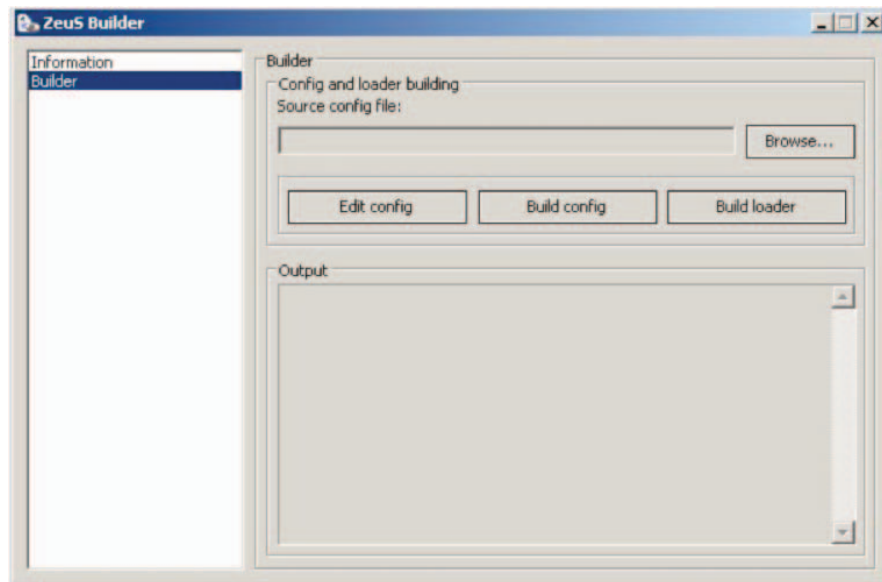 ZeuS Builder
Information
Builder
Builder
Config and loader building
Source config file:
Browse...
Edit config
Build config
Build loader
Output